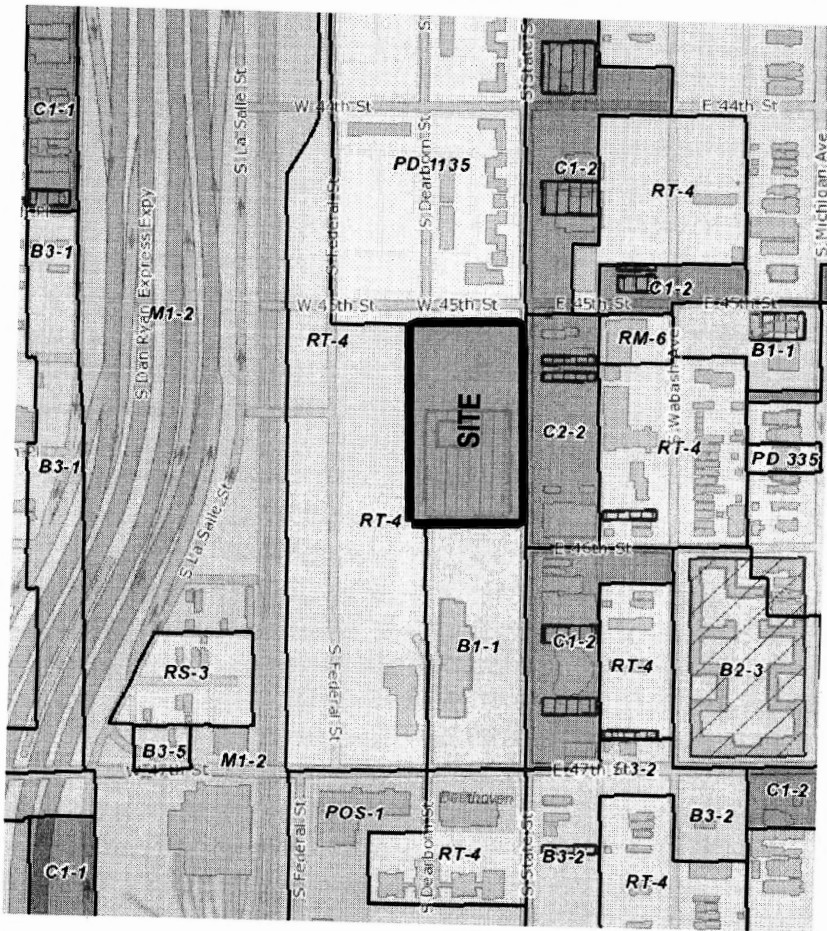 C1-1
B3-1
S Dan Ryan Express Expy
M1-2
S La Salle St
W 44th St
S Dearborn St
S State S
PD 1135
S Federal St
W 45th St
W 45th St
RT-4
E 44th St
C1-2
RT-4
S Michigan Ave
C1-2
E 45th St
E 45th St
RM-6
Wabash Ave
B1-1
SITE
C2-2
RT-4
PD 335
B3-1
S La Salle St
RT-4
E 46th St
RS-3
B1-1
C1-2
RT-4
B2-3
S Federal St
B3-5
M1-2
W 47th St
E 47th St
3-2
C1-2
POS-1
Beethoven
B3-2
C1-1
S Federal St
S Dearborn St
RT-4
S State St
B3-2
RT-4